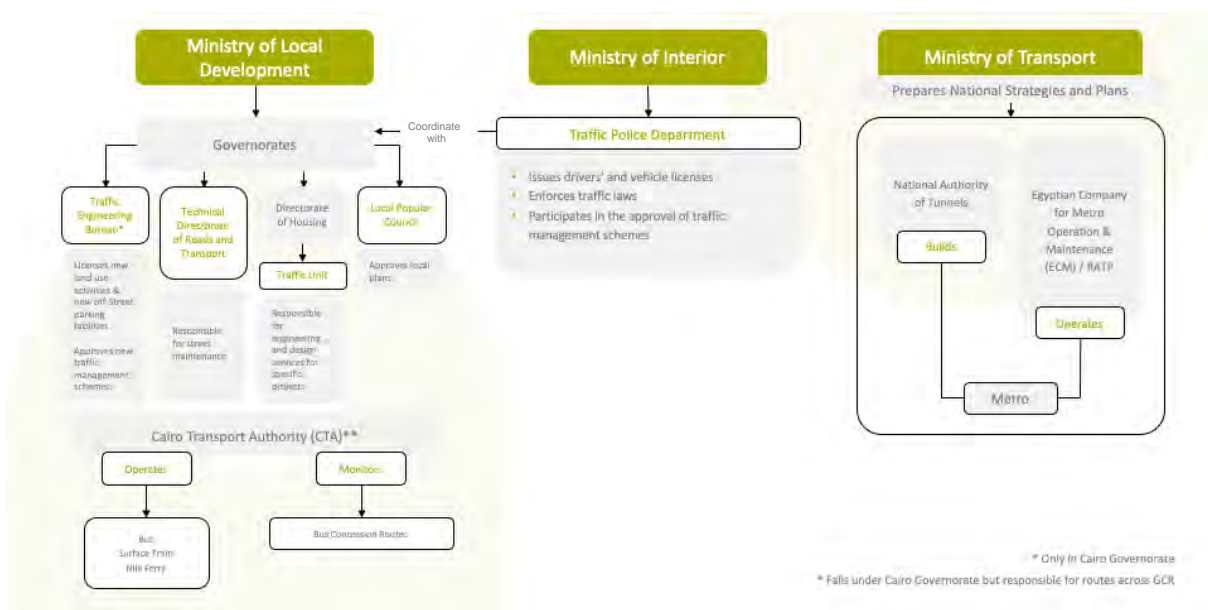 Ministry of Local
Development
Ministry of Interior
Ministry of Transport
Prepares National Strategies and Plans
Governorates
Coordinate
with
Traffic Police Department
Traffic
Engineering
Bureau*
Technical
Directorate
of Roads and
Transport
Directorate
of Housing
Local Popular
Council
Traffic Unit
Licenses new
land use
activities &
new off Street
parking
facilities
Approves new
traffic
management
schemes
Responsible
for street
maintenance
Responsible
for
engineering
and design
services for
specific
projects
Approves local
plans
• Issues drivers' and vehicle licenses
• Enforces traffic laws
• Participates in the approval of traffic
management schemes
National Authority
of Tunnels
Builds
Egyptian Company
for Metro
Operation &
Maintenance
(ECM) / RATP
Operates
Metro
Cairo Transport Authority (CTA)**
Operates
Monitors
Bus
Surface Tram
Nile Ferry
Bus Concession Routes
* Only in Cairo Governorate
* Falls under Cairo Governorate but responsible for routes across GCR